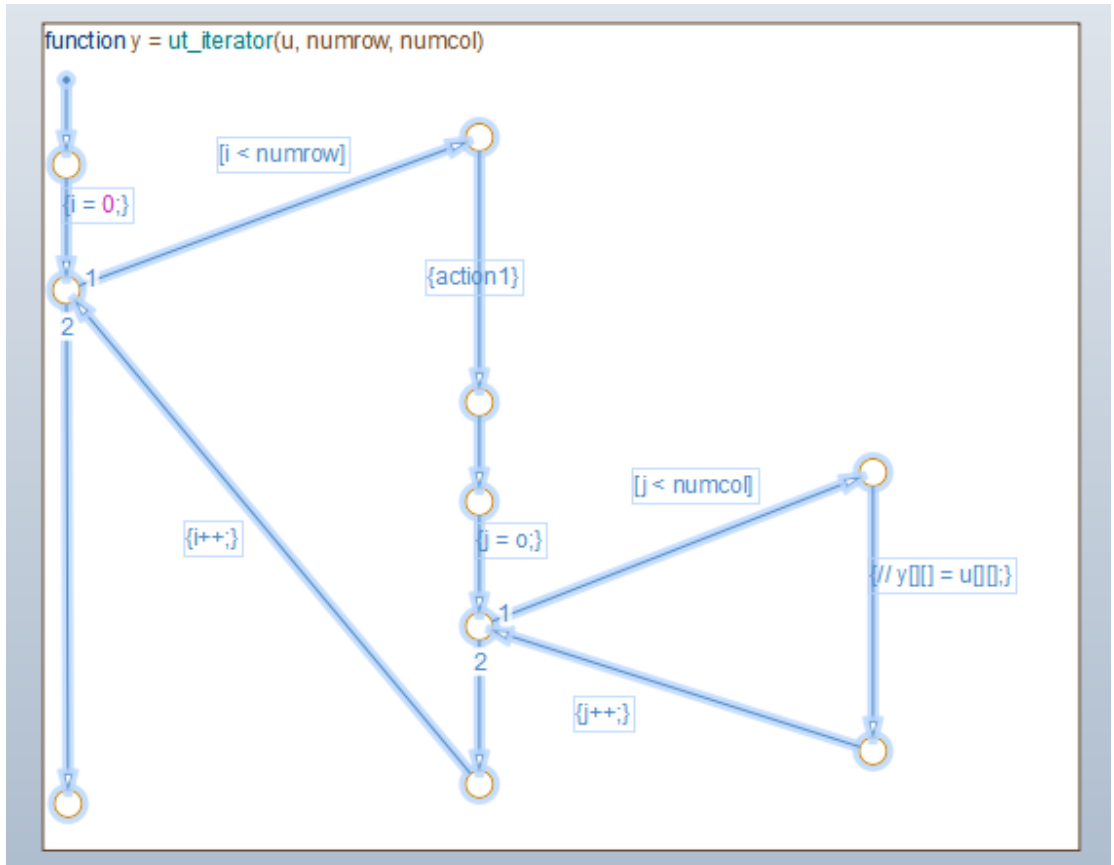 function y = ut_iterator(u, numrow, numcol)
[i < numrow]
{i = 0;}
1
{action1}
2
[j < numcol]
{i++;}
{j = o;}
{// y[][] = u[][];}
1
2
{j++;}